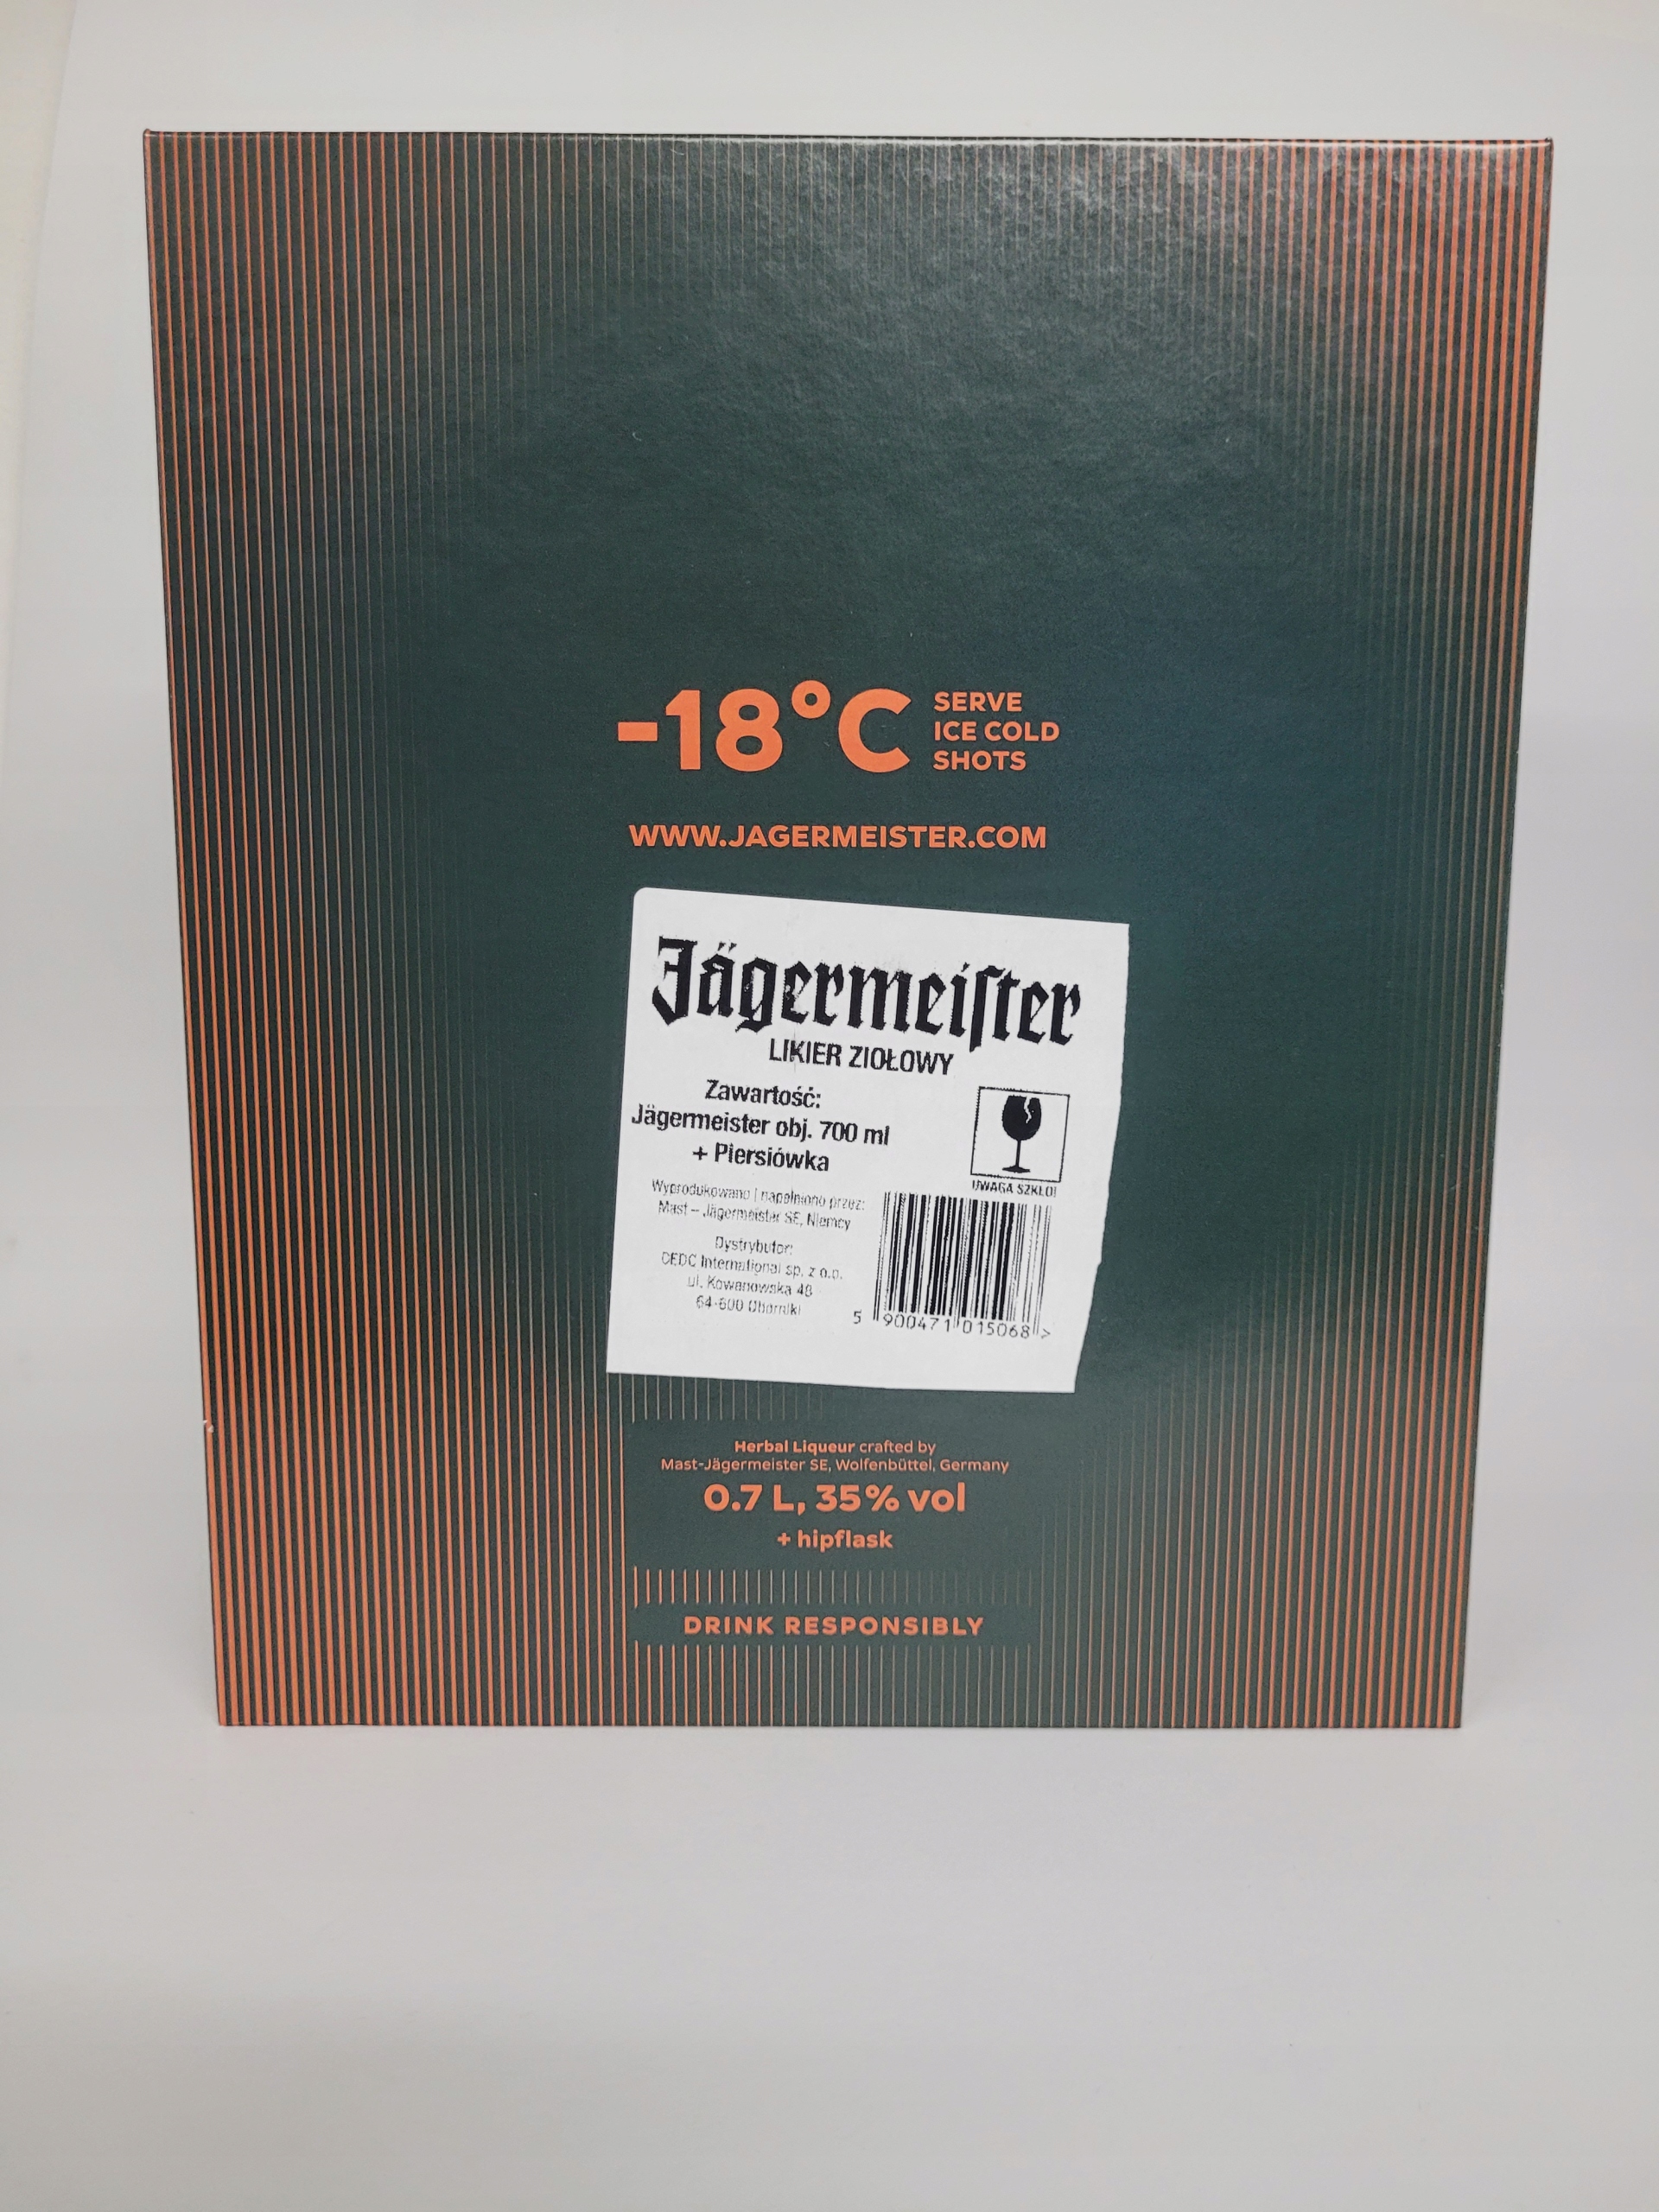 -18°C SERVE
ICE COLD
SHOTS
WWW.JAGERMEISTER.COM
Jägermeiſter
LIKIER ZIOŁOWY
Zawartość:
Jägermeister obj. 700 ml
+ Piersiówka
UWAGA SZKŁO!
Wyprodukowano i napełniono przez:
Mast – Jägermeister SE, Niemcy
Dystrybutor:
CEDC International sp. z o.o.
ul. Kowanowska 48
64-600 Oborniki
5 900471 015068 >
Herbal Liqueur crafted by
Mast-Jägermeister SE, Wolfenbüttel, Germany
0.7 L, 35% vol
+ hipflask
DRINK RESPONSIBLY